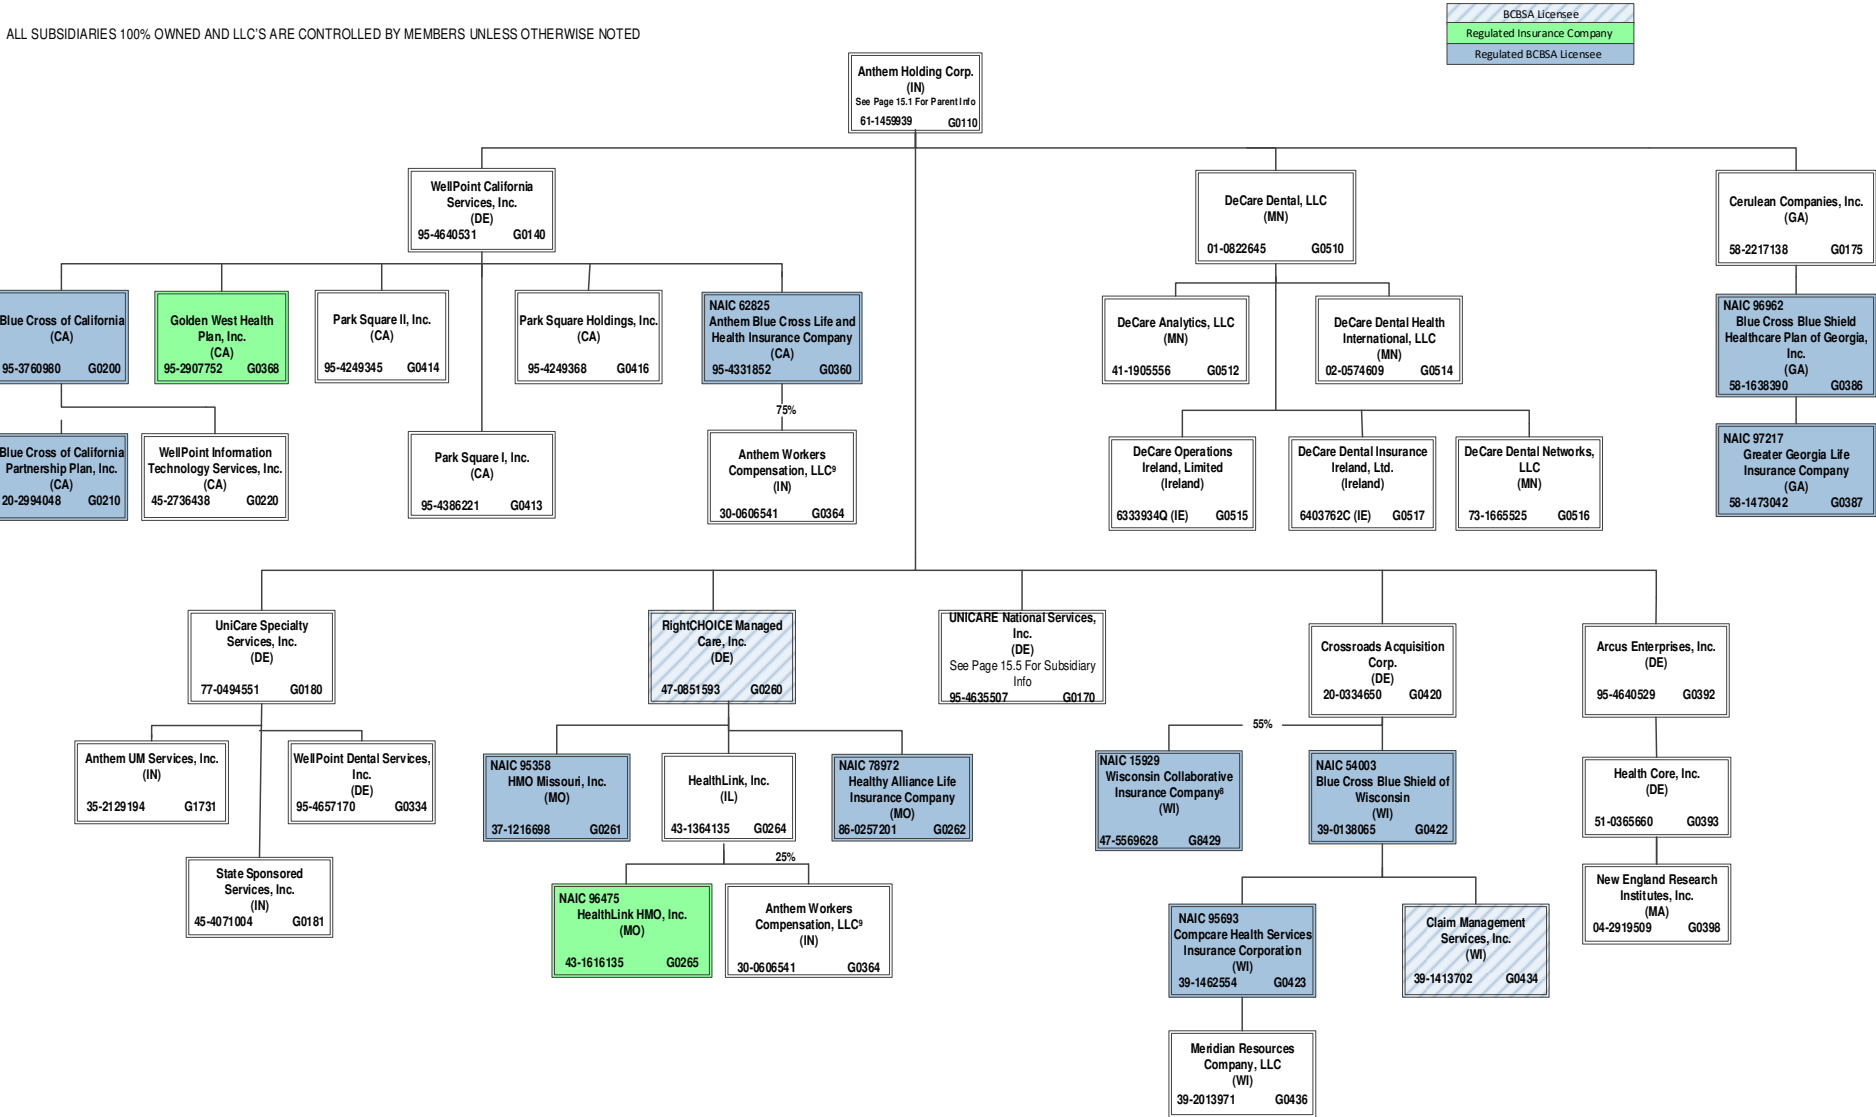 BCBSA Licensee
Regulated Insurance Company
Regulated BCBSA Licensee
ALL SUBSIDIARIES 100% OWNED AND LLC'S ARE CONTROLLED BY MEMBERS UNLESS OTHERWISE NOTED
Anthem Holding Corp.
(IN)
See Page 15.1 For Parent Info
61-1459939 G0110
WellPoint California
Services, Inc.
(DE)
95-4640531 G0140
DeCare Dental, LLC
(MN)
01-0822645 G0510
Cerulean Companies, Inc.
(GA)
58-2217138 G0175
Blue Cross of California
(CA)
95-3760980 G0200
Golden West Health
Plan, Inc.
(CA)
95-2907752 G0368
Park Square II, Inc.
(CA)
95-4249345 G0414
Park Square Holdings, Inc.
(CA)
95-4249368 G0416
NAIC 62825
Anthem Blue Cross Life and
Health Insurance Company
(CA)
95-4331852 G0360
DeCare Analytics, LLC
(MN)
41-1905556 G0512
DeCare Dental Health
International, LLC
(MN)
02-0574609 G0514
NAIC 96962
Blue Cross Blue Shield
Healthcare Plan of Georgia,
Inc.
(GA)
58-1638390 G0386
75%
Blue Cross of California
Partnership Plan, Inc.
(CA)
20-2994048 G0210
WellPoint Information
Technology Services, Inc.
(CA)
45-2736438 G0220
Park Square I, Inc.
(CA)
95-4386221 G0413
Anthem Workers
Compensation, LLC⁹
(IN)
30-0606541 G0364
DeCare Operations
Ireland, Limited
(Ireland)
6333934Q (IE) G0515
DeCare Dental Insurance
Ireland, Ltd.
(Ireland)
6403762C (IE) G0517
DeCare Dental Networks,
LLC
(MN)
73-1665525 G0516
NAIC 97217
Greater Georgia Life
Insurance Company
(GA)
58-1473042 G0387
UniCare Specialty
Services, Inc.
(DE)
77-0494551 G0180
RightCHOICE Managed
Care, Inc.
(DE)
47-0851593 G0260
UNICARE National Services,
Inc.
(DE)
See Page 15.5 For Subsidiary
Info
95-4635507 G0170
Crossroads Acquisition
Corp.
(DE)
20-0334650 G0420
Arcus Enterprises, Inc.
(DE)
95-4640529 G0392
55%
Anthem UM Services, Inc.
(IN)
35-2129194 G1731
WellPoint Dental Services,
Inc.
(DE)
95-4657170 G0334
NAIC 95358
HMO Missouri, Inc.
(MO)
37-1216698 G0261
HealthLink, Inc.
(IL)
43-1364135 G0264
NAIC 78972
Healthy Alliance Life
Insurance Company
(MO)
86-0257201 G0262
NAIC 15929
Wisconsin Collaborative
Insurance Company⁸
(WI)
47-5569628 G8429
NAIC 54003
Blue Cross Blue Shield of
Wisconsin
(WI)
39-0138065 G0422
Health Core, Inc.
(DE)
51-0365660 G0393
25%
State Sponsored
Services, Inc.
(IN)
45-4071004 G0181
NAIC 96475
HealthLink HMO, Inc.
(MO)
43-1616135 G0265
Anthem Workers
Compensation, LLC⁹
(IN)
30-0606541 G0364
NAIC 95693
Compcare Health Services
Insurance Corporation
(WI)
39-1462554 G0423
Claim Management
Services, Inc.
(WI)
39-1413702 G0434
New England Research
Institutes, Inc.
(MA)
04-2919509 G0398
Meridian Resources
Company, LLC
(WI)
39-2013971 G0436